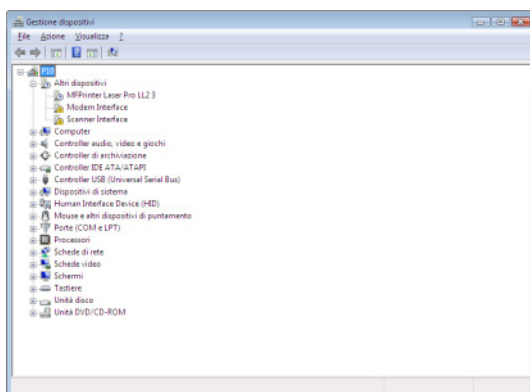 Gestione dispositivi
File Azione Visualizza ?
P10
Altri dispositivi
MFPrinter Laser Pro LL2 3
Modem Interface
Scanner Interface
Computer
Controller audio, video e giochi
Controller di archiviazione
Controller IDE ATA/ATAPI
Controller USB (Universal Serial Bus)
Dispositivi di sistema
Human Interface Device (HID)
Mouse e altri dispositivi di puntamento
Porte (COM e LPT)
Processori
Schede di rete
Schede video
Schermi
Tastiere
Unità disco
Unità DVD/CD-ROM